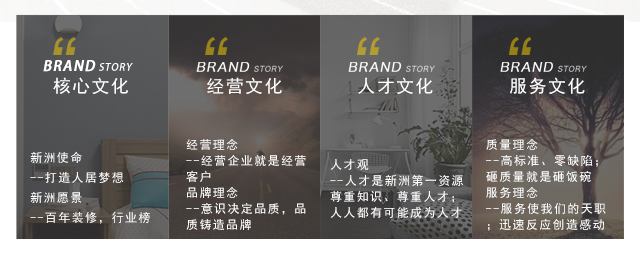 BRAND STORY
核心文化
新洲使命
--打造人居梦想
新洲愿景
--百年装修，行业榜
BRAND STORY
经营文化
经营理念
--经营企业就是经营
客户
品牌理念
--意识决定品质，品
质铸造品牌
BRAND STORY
人才文化
人才观
--人才是新洲第一资源
尊重知识、尊重人才；
人人都有可能成为人才
BRAND STORY
服务文化
质量理念
--高标准、零缺陷；
砸质量就是砸饭碗
服务理念
--服务使我们的天职
；迅速反应创造感动